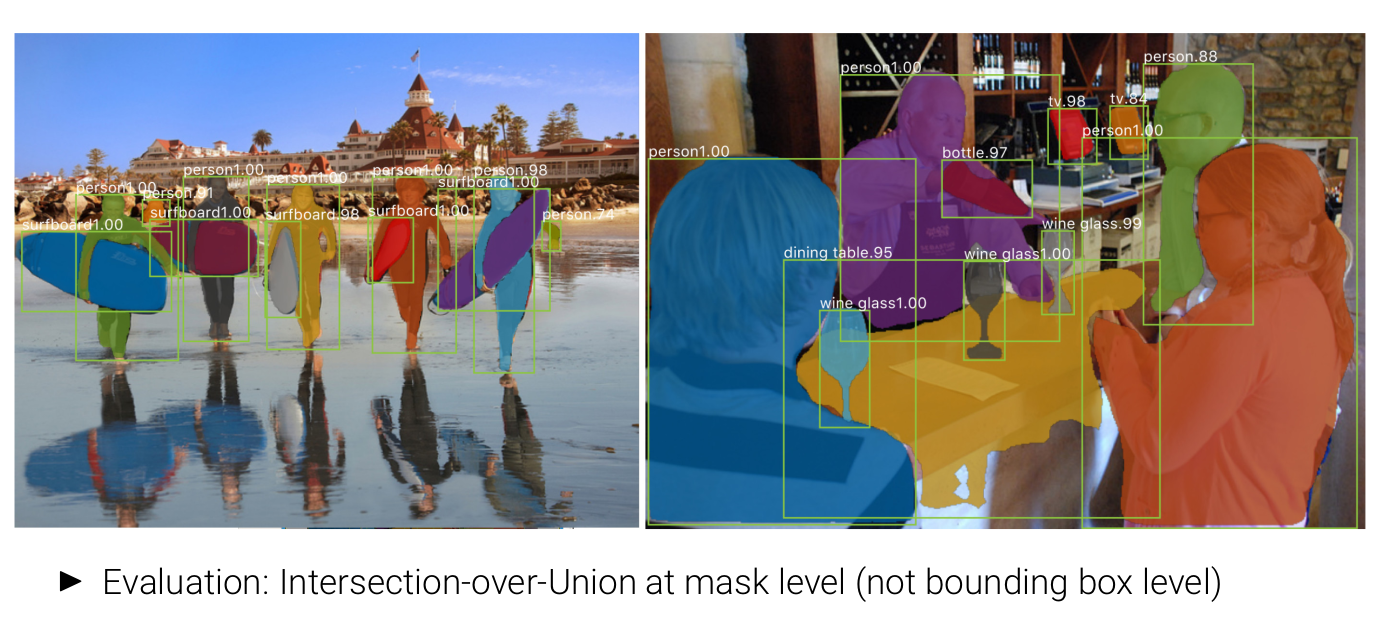 person1.00
person1.00
person.91
surfboard1.00
surfboard1.00
person1.00
surfboard.98
person1.00
surfboard1.00
person.98
surfboard1.00
person.74
person1.00
person1.00
bottle.97
tv.98
tv.84
person.88
person1.00
wine glass.99
wine glass1.00
dining table.95
wine glass1.00
► Evaluation: Intersection-over-Union at mask level (not bounding box level)